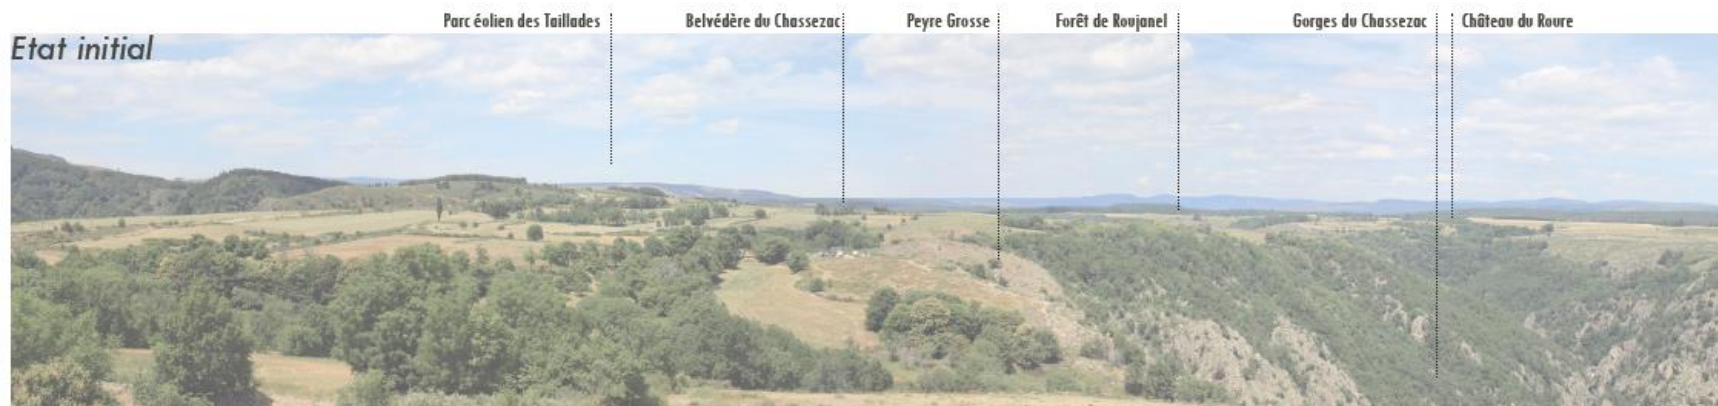 Parc éolien des Taillades
Belvédère du Chassezac
Peyre Grosse
Forêt de Roujanel
Gorges du Chassezac
Château du Roure
Etat initial